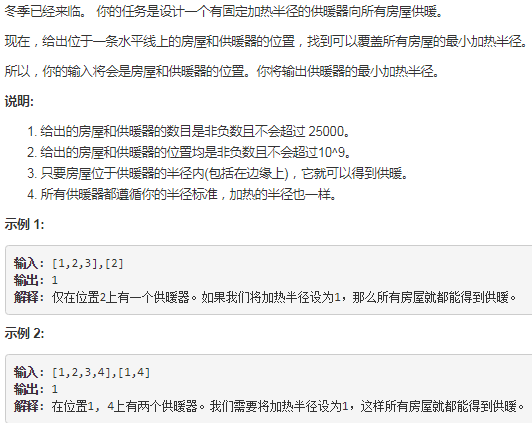 冬季已经来临。 你的任务是设计一个有固定加热半径的供暖器向所有房屋供暖。
现在，给出位于一条水平线上的房屋和供暖器的位置，找到可以覆盖所有房屋的最小加热半径。
所以，你的输入将会是房屋和供暖器的位置。你将输出供暖器的最小加热半径。
说明:
1. 给出的房屋和供暖器的数目是非负数且不会超过 25000。
2. 给出的房屋和供暖器的位置均是非负数且不会超过10^9。
3. 只要房屋位于供暖器的半径内(包括在边缘上)，它就可以得到供暖。
4. 所有供暖器都遵循你的半径标准，加热的半径也一样。
示例 1:
输入: [1,2,3],[2]
输出: 1
解释: 仅在位置2上有一个供暖器。如果我们将加热半径设为1，那么所有房屋就都能得到供暖。
示例 2:
输入: [1,2,3,4],[1,4]
输出: 1
解释: 在位置1, 4上有两个供暖器。我们需要将加热半径设为1，这样所有房屋就都能得到供暖。